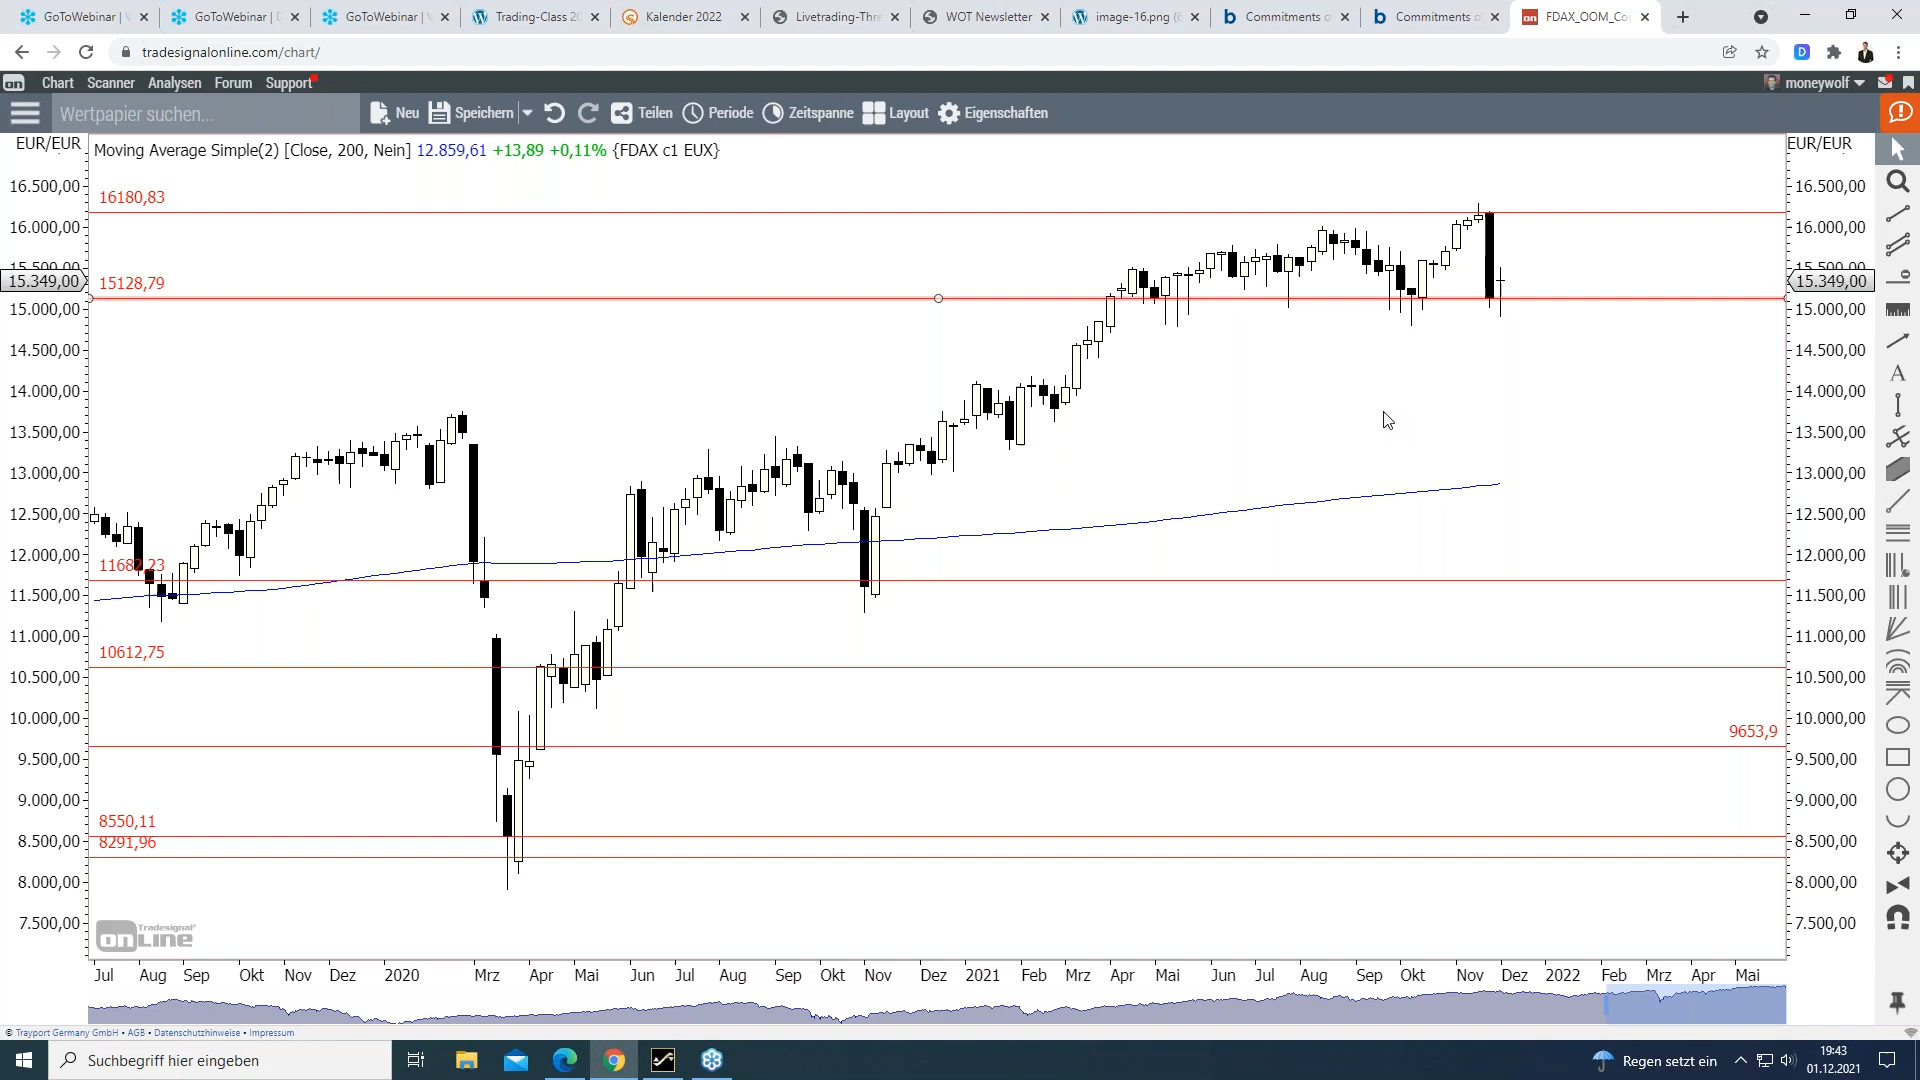 GoToWebinar | GoToWebinar | GoToWebinar | Trading-Class Kalender 2022 Livetrading-Thre WOT Newsletter image-16.png Commitments Commitments FDAX_OOM_Co
tradesignalonline.com/chart/
on Chart Scanner Analysen Forum Support moneywolf
Wertpapier suchen... Neu Speichern Teilen Periode Zeitspanne Layout Eigenschaften
EUR/EUR Moving Average Simple(2) [Close, 200, Nein] 12.859,61 +13,89 +0,11% {FDAX c1 EUX} EUR/EUR
16.500,00 16180,83 16.500,00
16.000,00 16.000,00
15.500,00 15.500,00
15.349,00 15128,79 15.349,00
15.000,00 15.000,00
14.500,00 14.500,00
14.000,00 14.000,00
13.500,00 13.500,00
13.000,00 13.000,00
12.500,00 12.500,00
12.000,00 12.000,00
11682,23
11.500,00 11.500,00
11.000,00 11.000,00
10612,75
10.500,00 10.500,00
10.000,00 10.000,00
9653,9
9.500,00 9.500,00
9.000,00 9.000,00
8550,11
8.500,00 8.500,00
8291,96
8.000,00 8.000,00
7.500,00 7.500,00
Tradesignal®
onLINE
Jul Aug Sep Okt Nov Dez 2020 Mrz Apr Mai Jun Jul Aug Sep Okt Nov Dez 2021 Feb Mrz Apr Mai Jun Jul Aug Sep Okt Nov Dez 2022 Feb Mrz Apr Mai
© Trayport Germany GmbH • AGB • Datenschutzhinweise • Impressum
Suchbegriff hier eingeben Regen setzt ein 19:43
01.12.2021